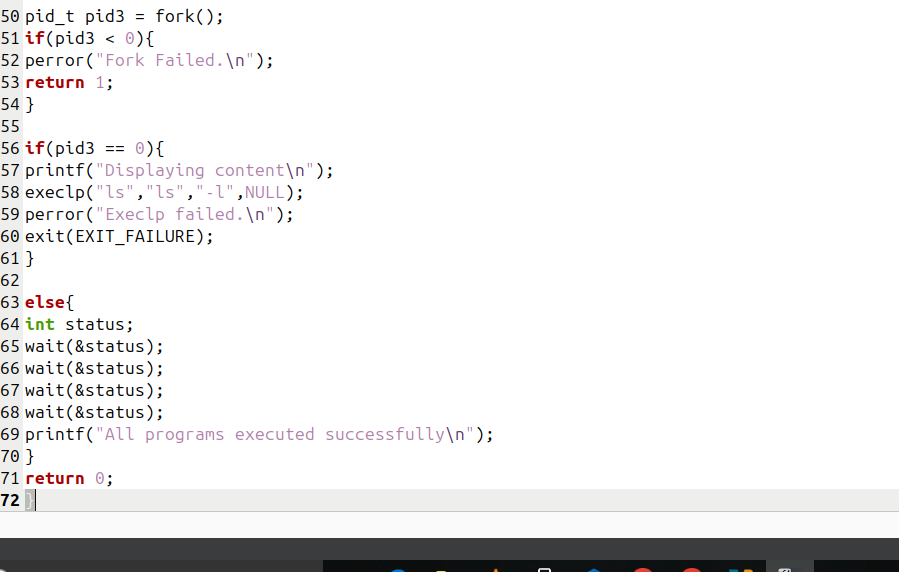 50 pid_t pid3 = fork();
51 if(pid3 < 0){
52 perror("Fork Failed.\n");
53 return 1;
54 }
55
56 if(pid3 == 0){
57 printf("Displaying content\n");
58 execlp("ls","ls","-l",NULL);
59 perror("Execlp failed.\n");
60 exit(EXIT_FAILURE);
61 }
62
63 else{
64 int status;
65 wait(&status);
66 wait(&status);
67 wait(&status);
68 wait(&status);
69 printf("All programs executed successfully\n");
70 }
71 return 0;
72 }